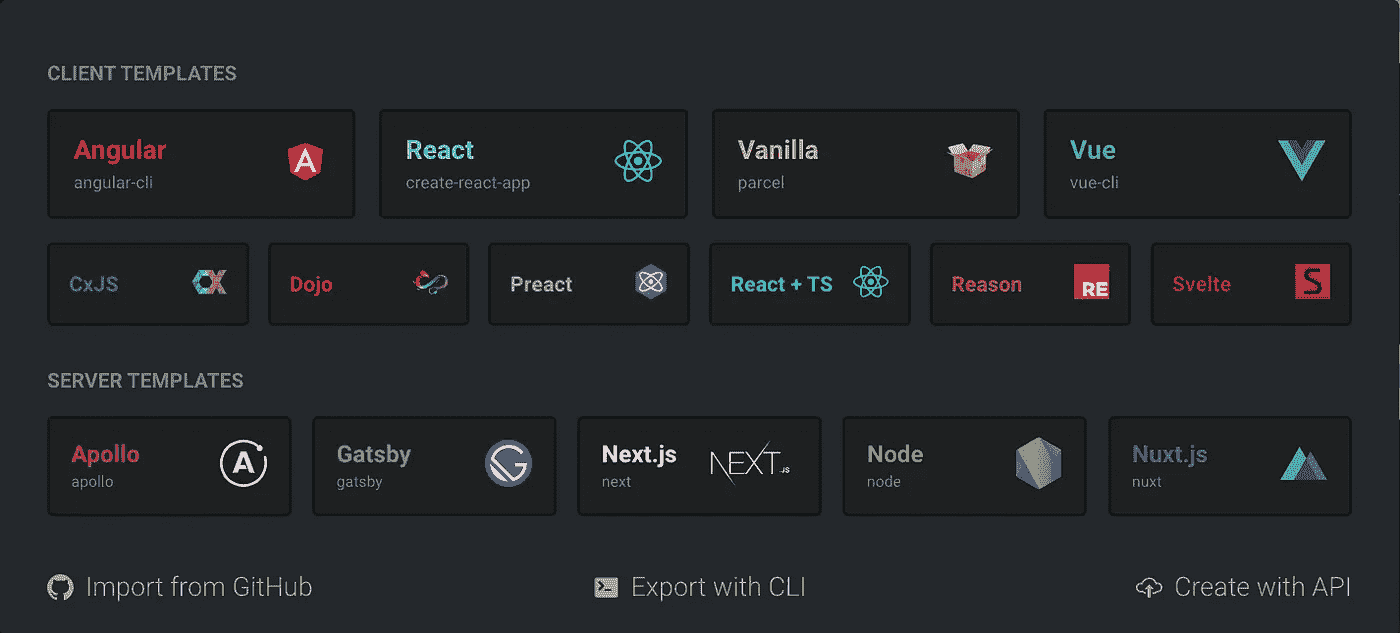 CLIENT TEMPLATES
Angular
angular-cli
A
React
create-react-app
Vanilla
parcel
Vue
vue-cli
CxJS
CX
Dojo
Preact
React + TS
Reason
RE
Svelte
S
SERVER TEMPLATES
Apollo
apollo
A
Gatsby
gatsby
G
Next.js
next
NEXT.JS
Node
node
Nuxt.js
nuxt
Import from GitHub
Export with CLI
Create with API